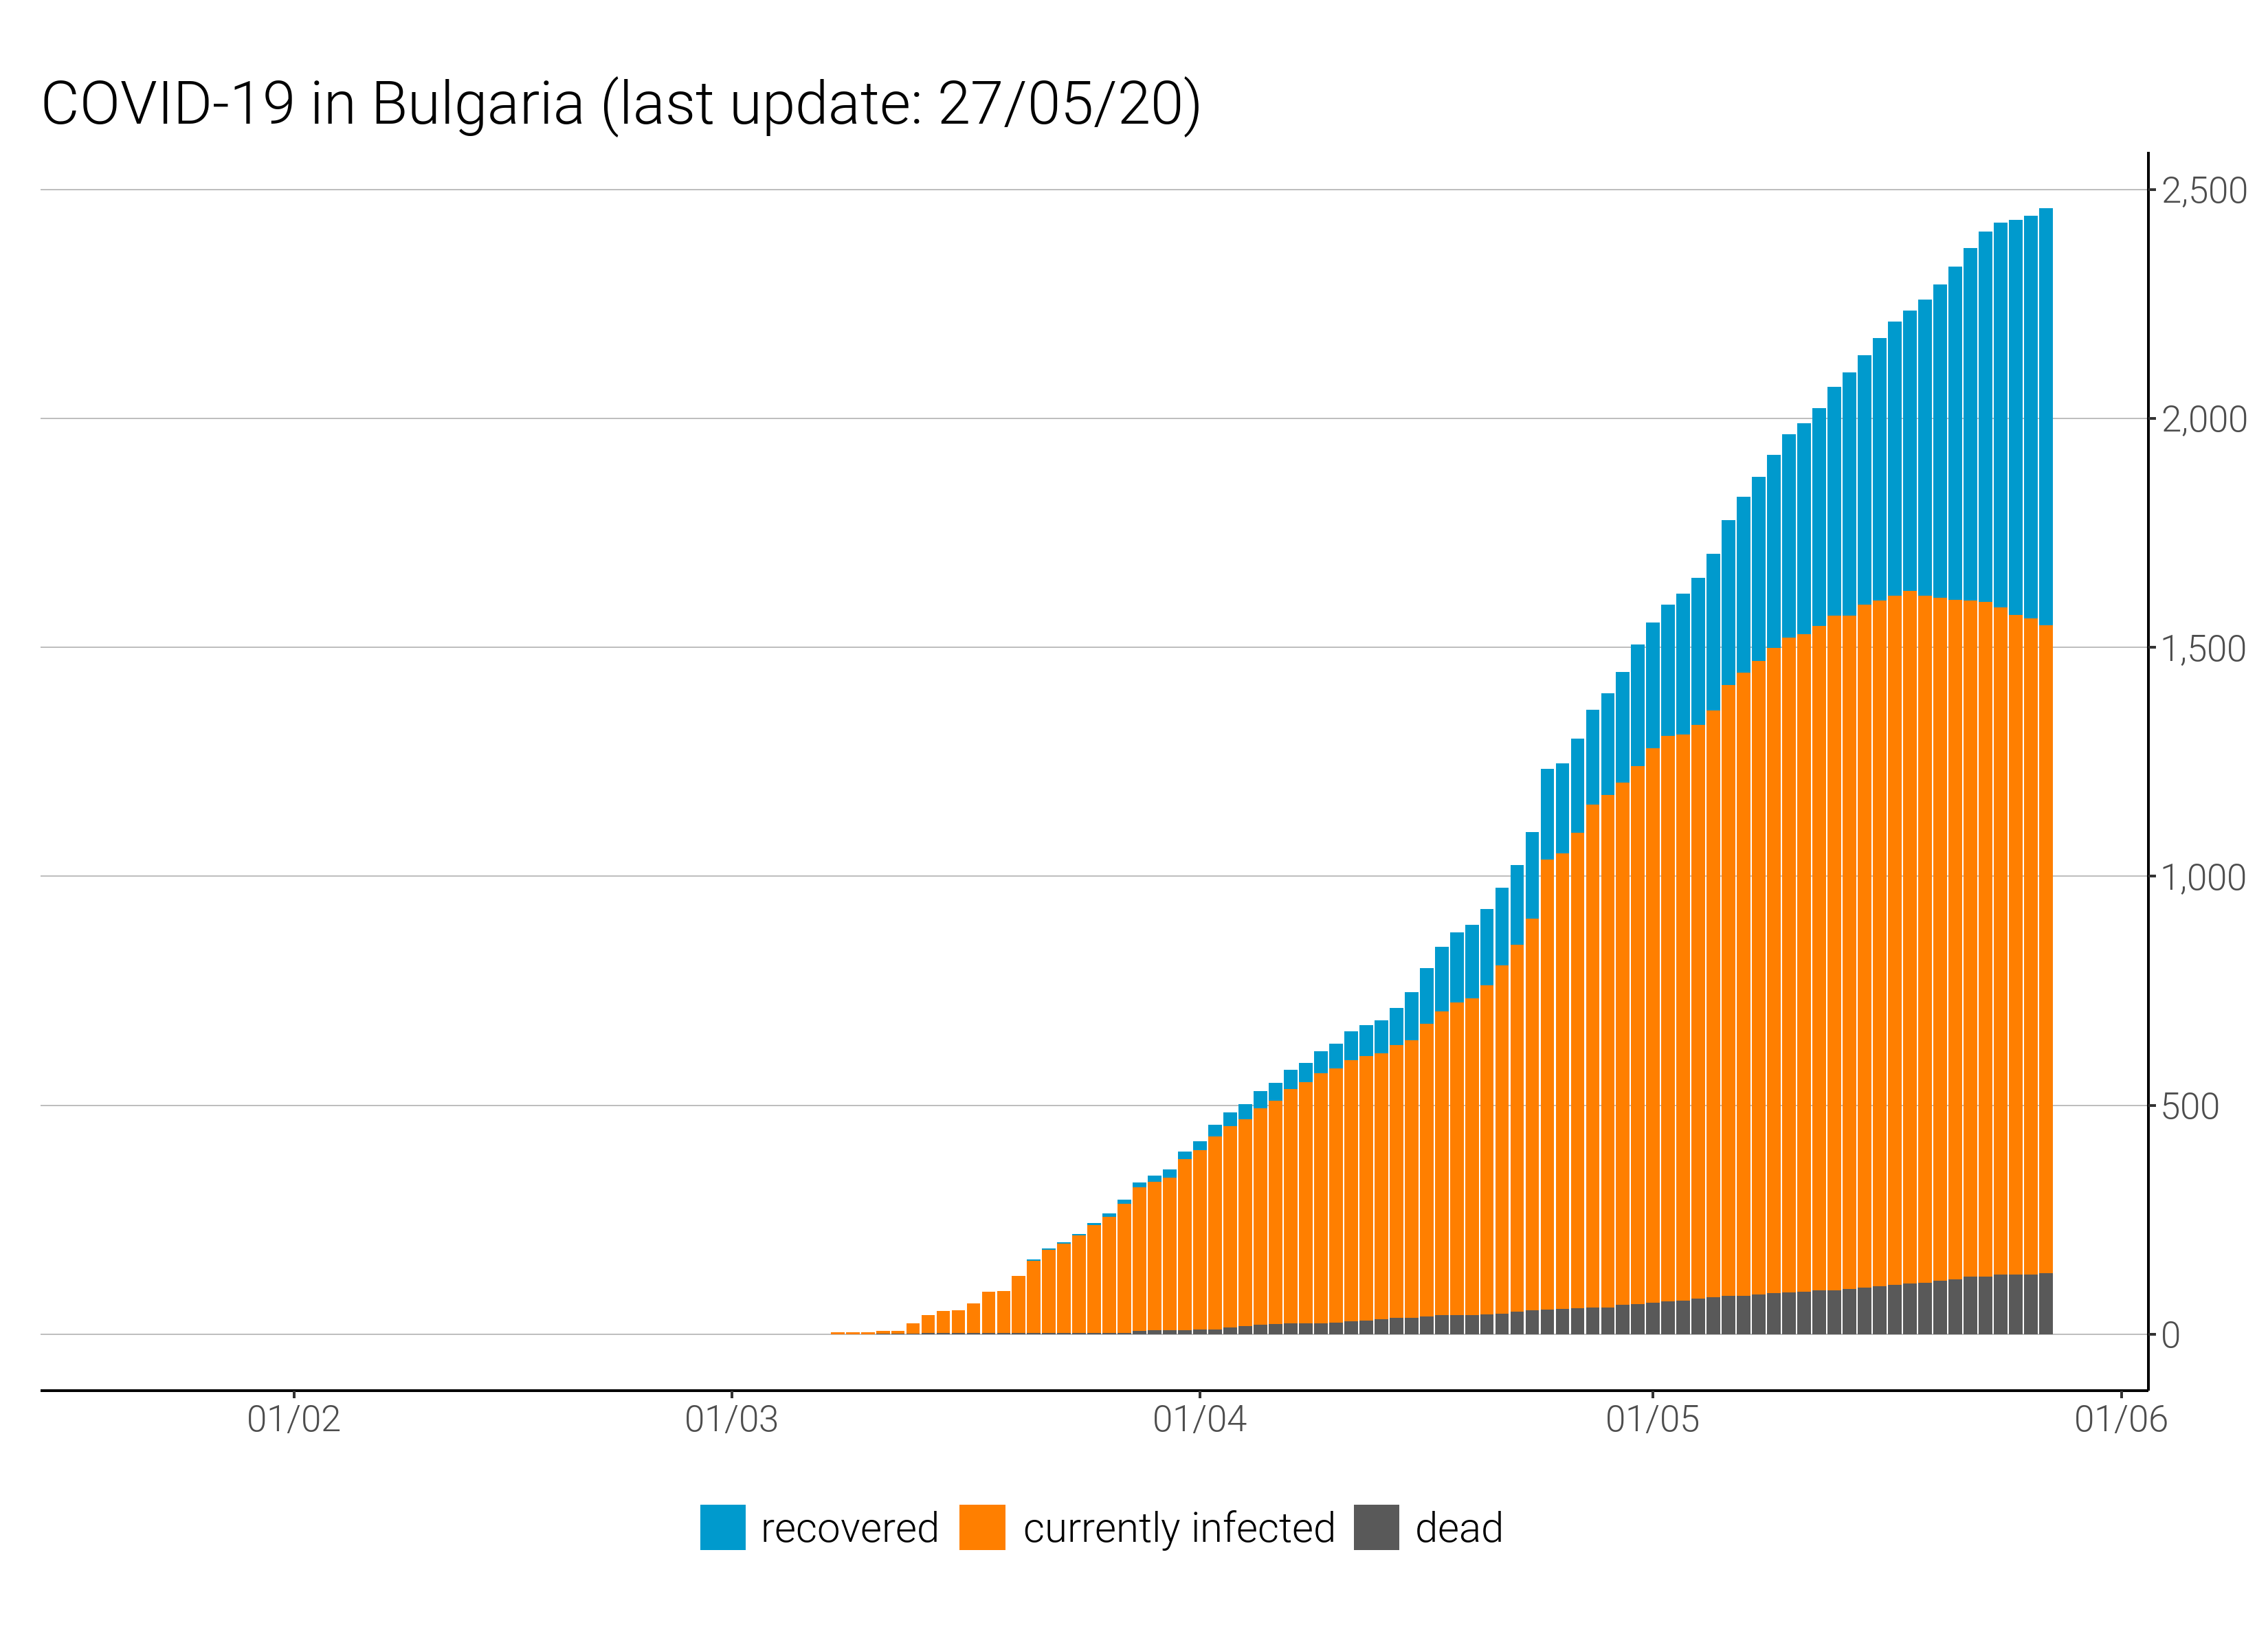 COVID-19 in Bulgaria (last update: 27/05/20)
2,500
2,000
1,500
1,000
500
0
01/02 01/03 01/04 01/05 01/06
recovered currently infected dead